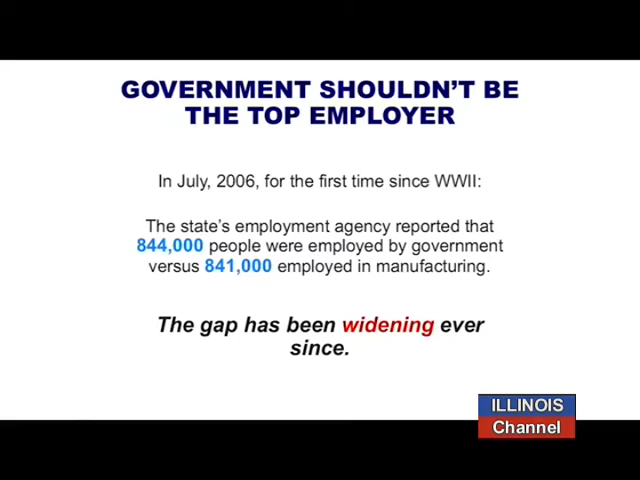 GOVERNMENT SHOULDN'T BE
THE TOP EMPLOYER
In July, 2006, for the first time since WWII:
The state's employment agency reported that
844,000 people were employed by government
versus 841,000 employed in manufacturing.
The gap has been widening ever
since.
ILLINOIS
Channel